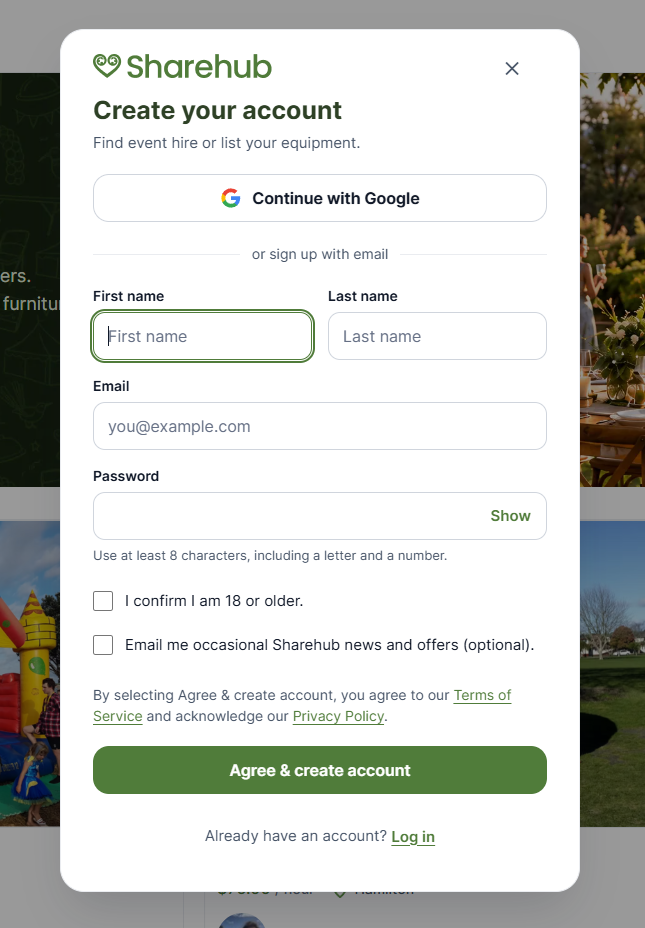 Sharehub
Create your account
Find event hire or list your equipment.
Continue with Google
or sign up with email
ers.
furnitu
First name Last name
First name Last name
Email
you@example.com
Password
Show
Use at least 8 characters, including a letter and a number.
I confirm I am 18 or older.
Email me occasional Sharehub news and offers (optional).
By selecting Agree & create account, you agree to our Terms of
Service and acknowledge our Privacy Policy.
Agree & create account
Already have an account? Log in